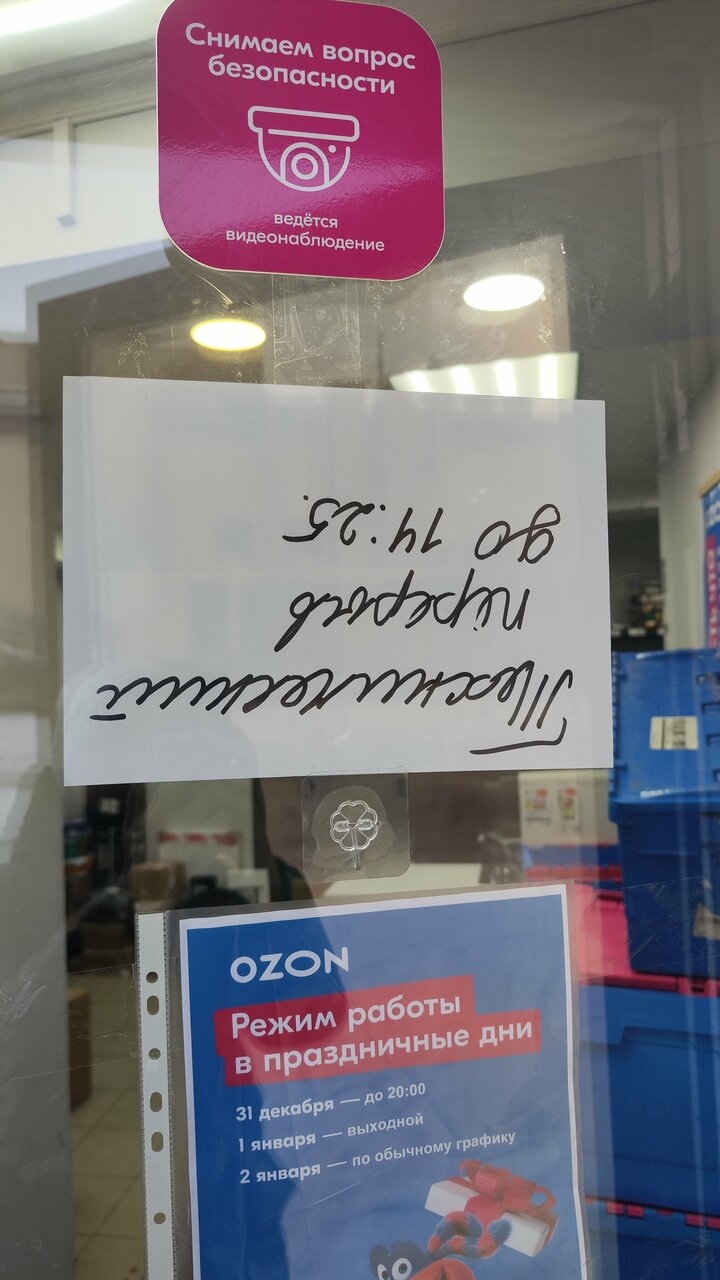 Снимаем вопрос
безопасности
ведётся
видеонаблюдение
Технический
перерыв
до 14:25.
OZON
Режим работы
в праздничные дни
31 декабря — до 20:00
1 января — выходной
2 января — по обычному графику